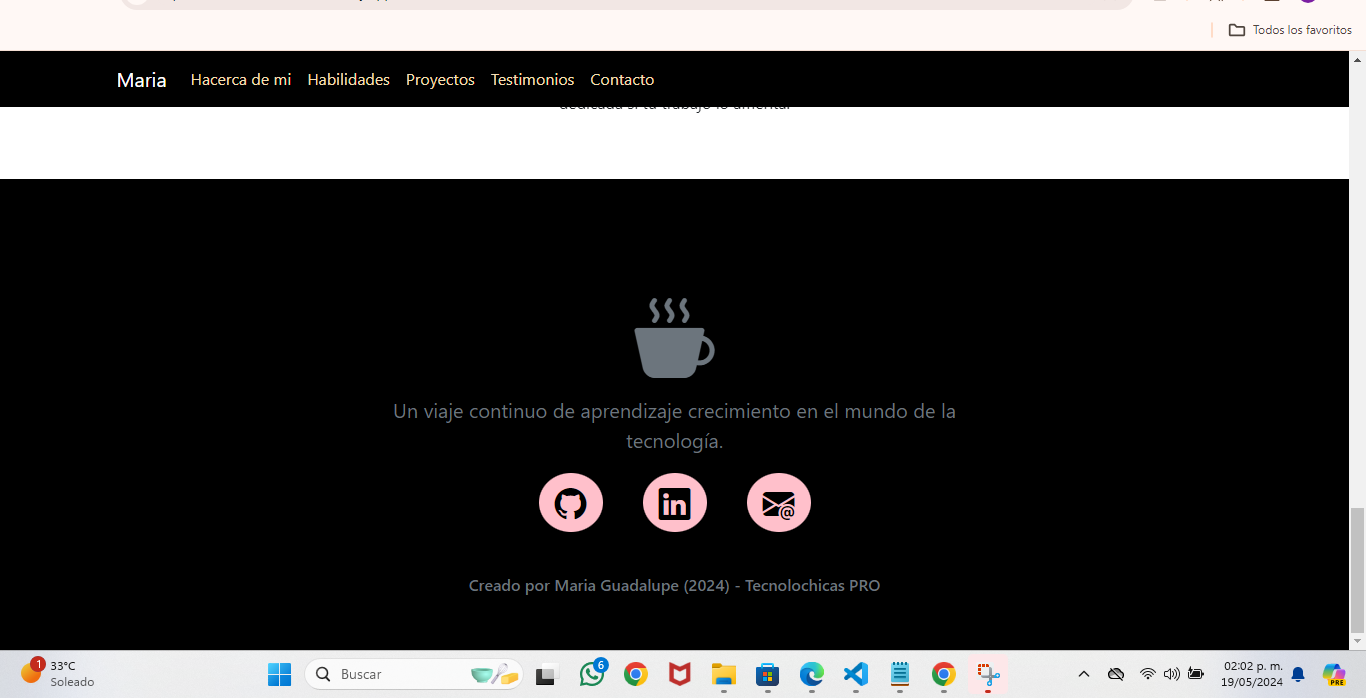 Todos los favoritos
Maria Hacerca de mi Habilidades Proyectos Testimonios Contacto
Un viaje continuo de aprendizaje crecimiento en el mundo de la
tecnología.
in
@
Creado por Maria Guadalupe (2024) - Tecnolochicas PRO
1
33°C
Soleado
Buscar
6
02:02 p. m.
19/05/2024
PRE